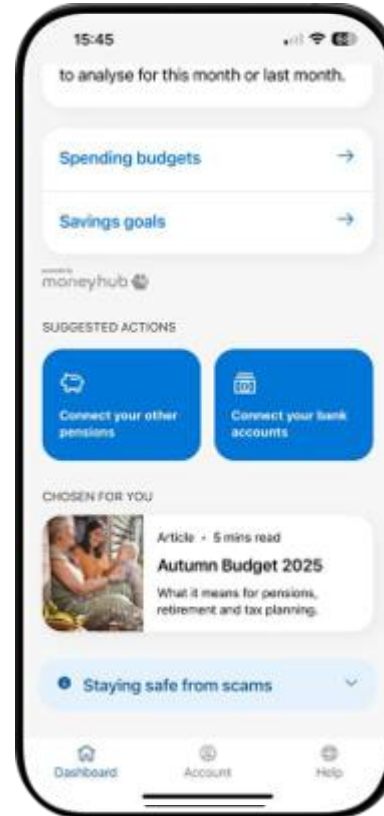 15:45
to analyse for this month or last month.
Spending budgets
Savings goals
moneyhub
SUGGESTED ACTIONS
Connect your other
pensions
Connect your bank
accounts
CHOSEN FOR YOU
Article • 5 mins read
Autumn Budget 2025
What it means for pensions,
retirement and tax planning.
Staying safe from scams
Dashboard
Account
Help